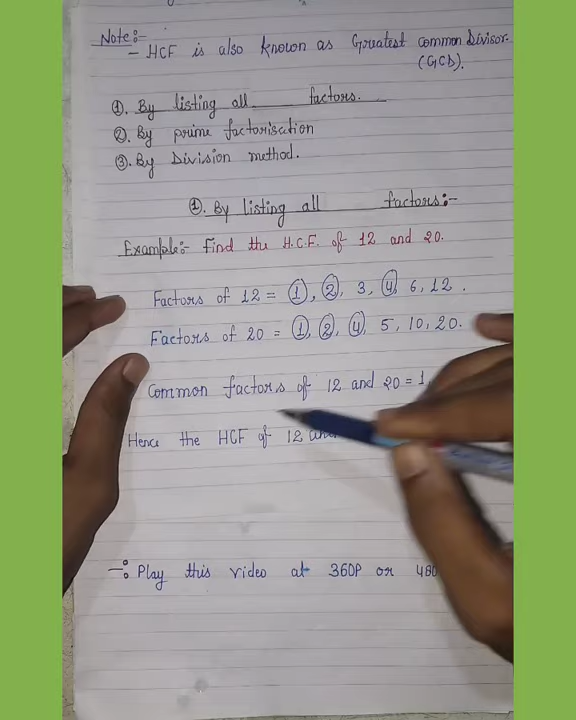 Note:-
- HCF is also known as Greatest Common Divisor.
(GCD).
①. By listing all factors.
②. By prime factorisation
③. By Division method.
①. By listing all factors:-
Example:- Find the H.C.F. of 12 and 20.
Factors of 12 = ①, ②, 3, ④, 6, 12.
Factors of 20 = ①, ②, ④, 5, 10, 20.
Common factors of 12 and 20 = 1,
Hence the HCF of 12 and
-: Play this video at 360P or 480